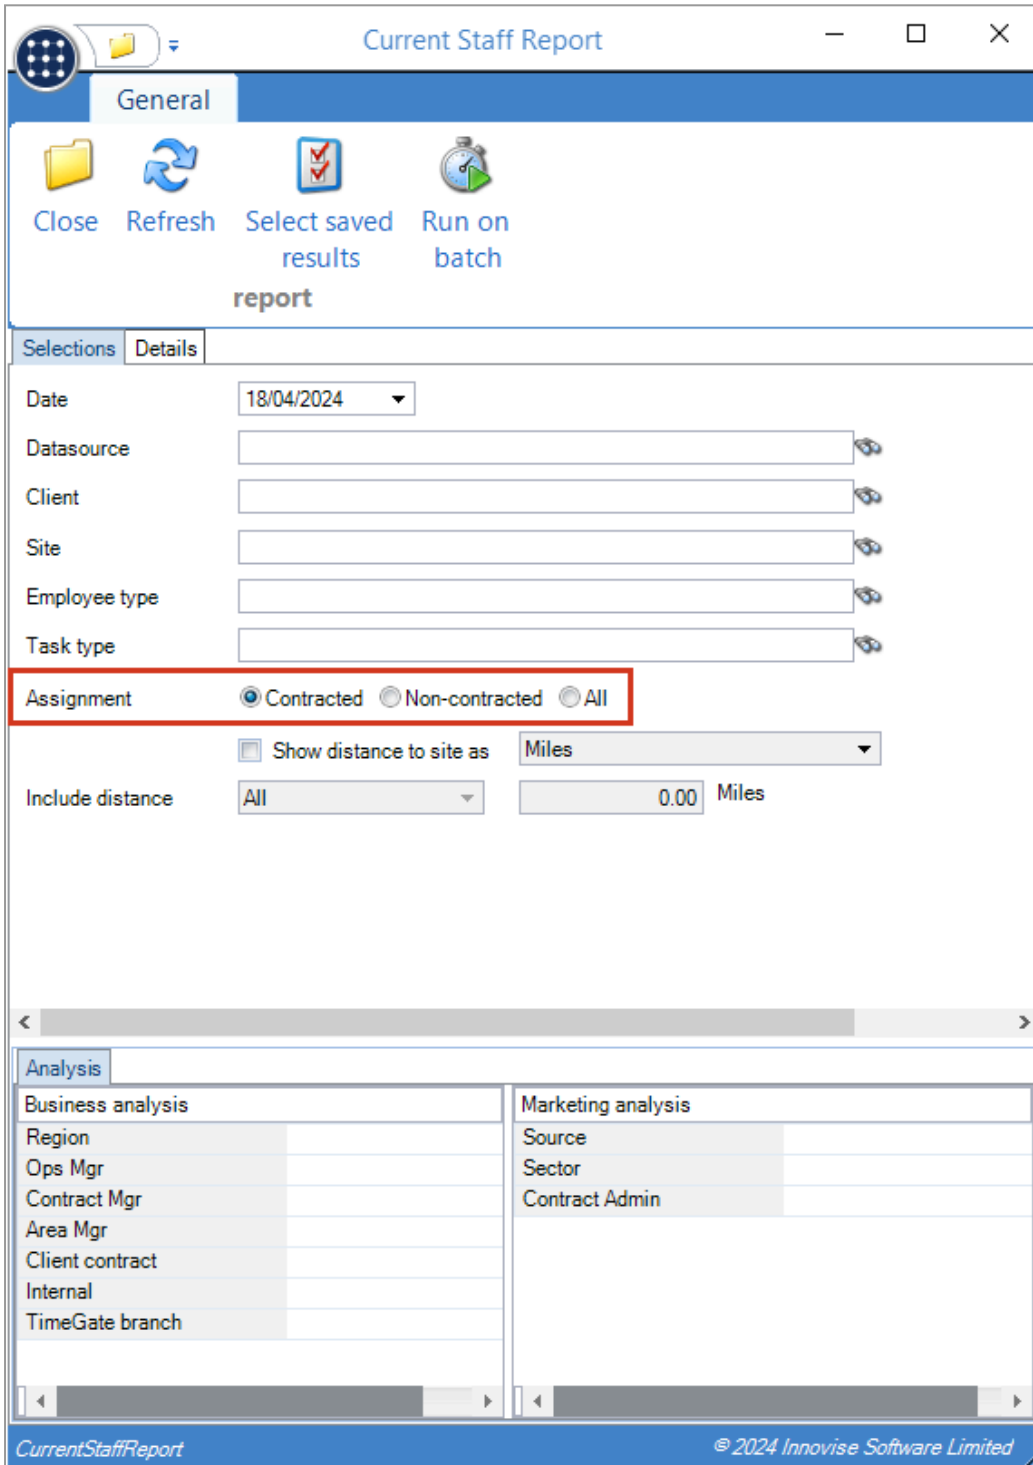 Current Staff Report
General
Close Refresh Select saved results Run on batch
report
Selections Details
Date 18/04/2024
Datasource
Client
Site
Employee type
Task type
Assignment Contracted Non-contracted All
Show distance to site as Miles
Include distance All 0.00 Miles
Analysis
Business analysis Marketing analysis
Region Source
Ops Mgr Sector
Contract Mgr Contract Admin
Area Mgr
Client contract
Internal
TimeGate branch
CurrentStaffReport © 2024 Innovise Software Limited